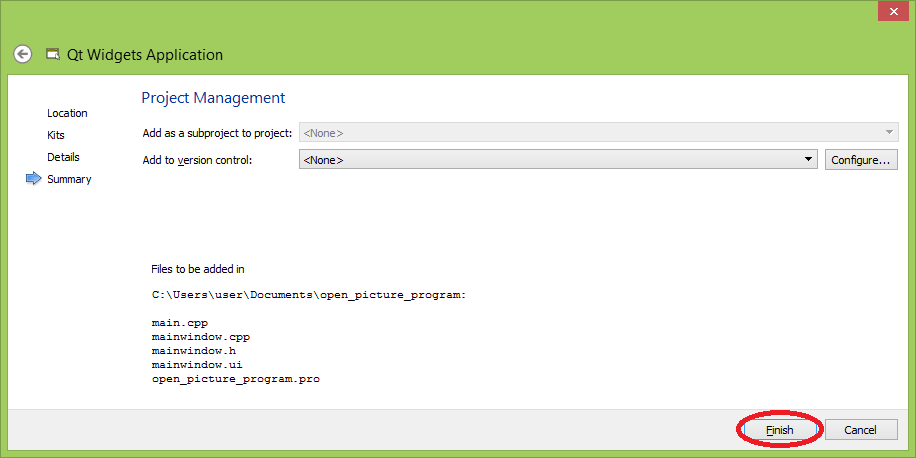 Qt Widgets Application
Location
Kits
Details
Summary
Project Management
Add as a subproject to project: <None>
Add to version control: <None> Configure...
Files to be added in
C:\Users\user\Documents\open_picture_program:
main.cpp
mainwindow.cpp
mainwindow.h
mainwindow.ui
open_picture_program.pro
Finish Cancel